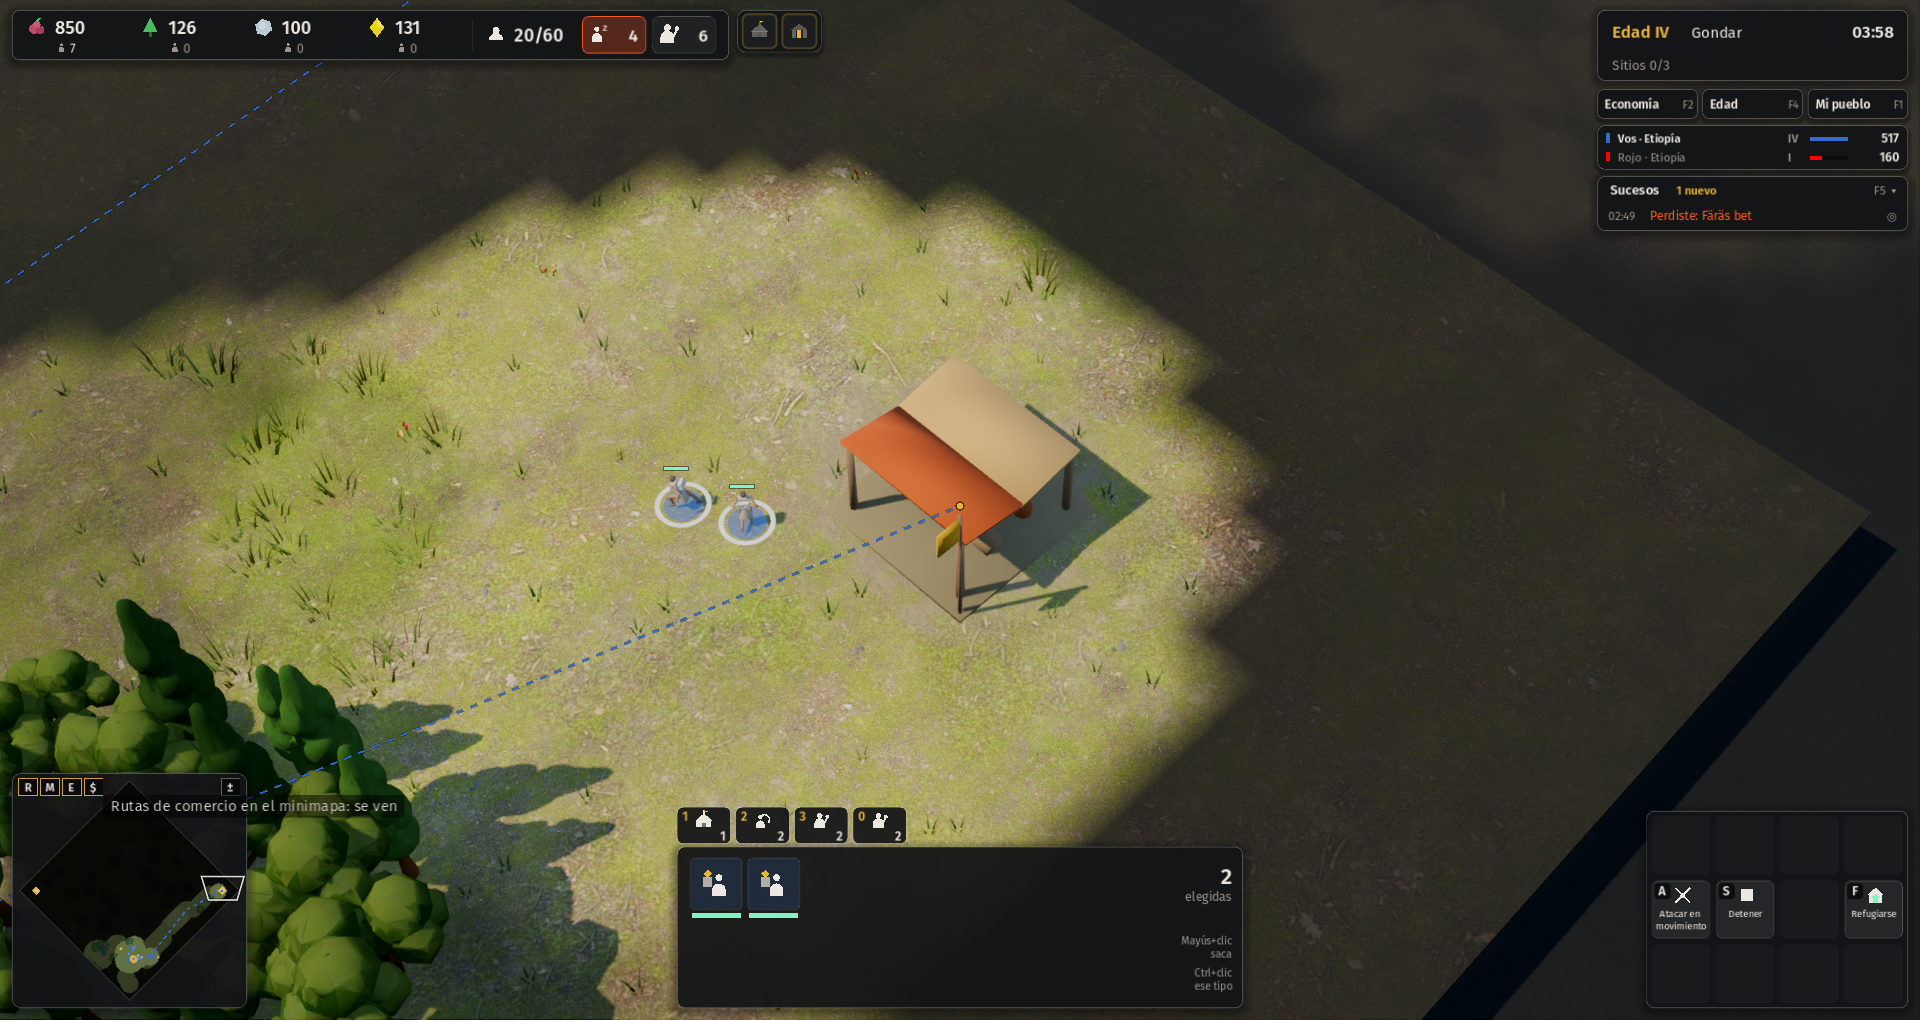 850 126 100 131 20/60 4 6
7 0 0 0
Edad IV Gondar 03:58
Sitios 0/3
Economía F2 Edad F4 Mi pueblo F1
Vos · Etiopía IV 517
Rojo · Etiopía I 160
Sucesos 1 nuevo F5
02:49 Perdiste: Färäs bet
R M E $ ±
Rutas de comercio en el minimapa: se ven
1 1 2 2 3 2 0 2
2
elegidas
Mayús+clic
saca
Ctrl+clic
ese tipo
A S F
Atacar en
movimiento
Detener
Refugiarse